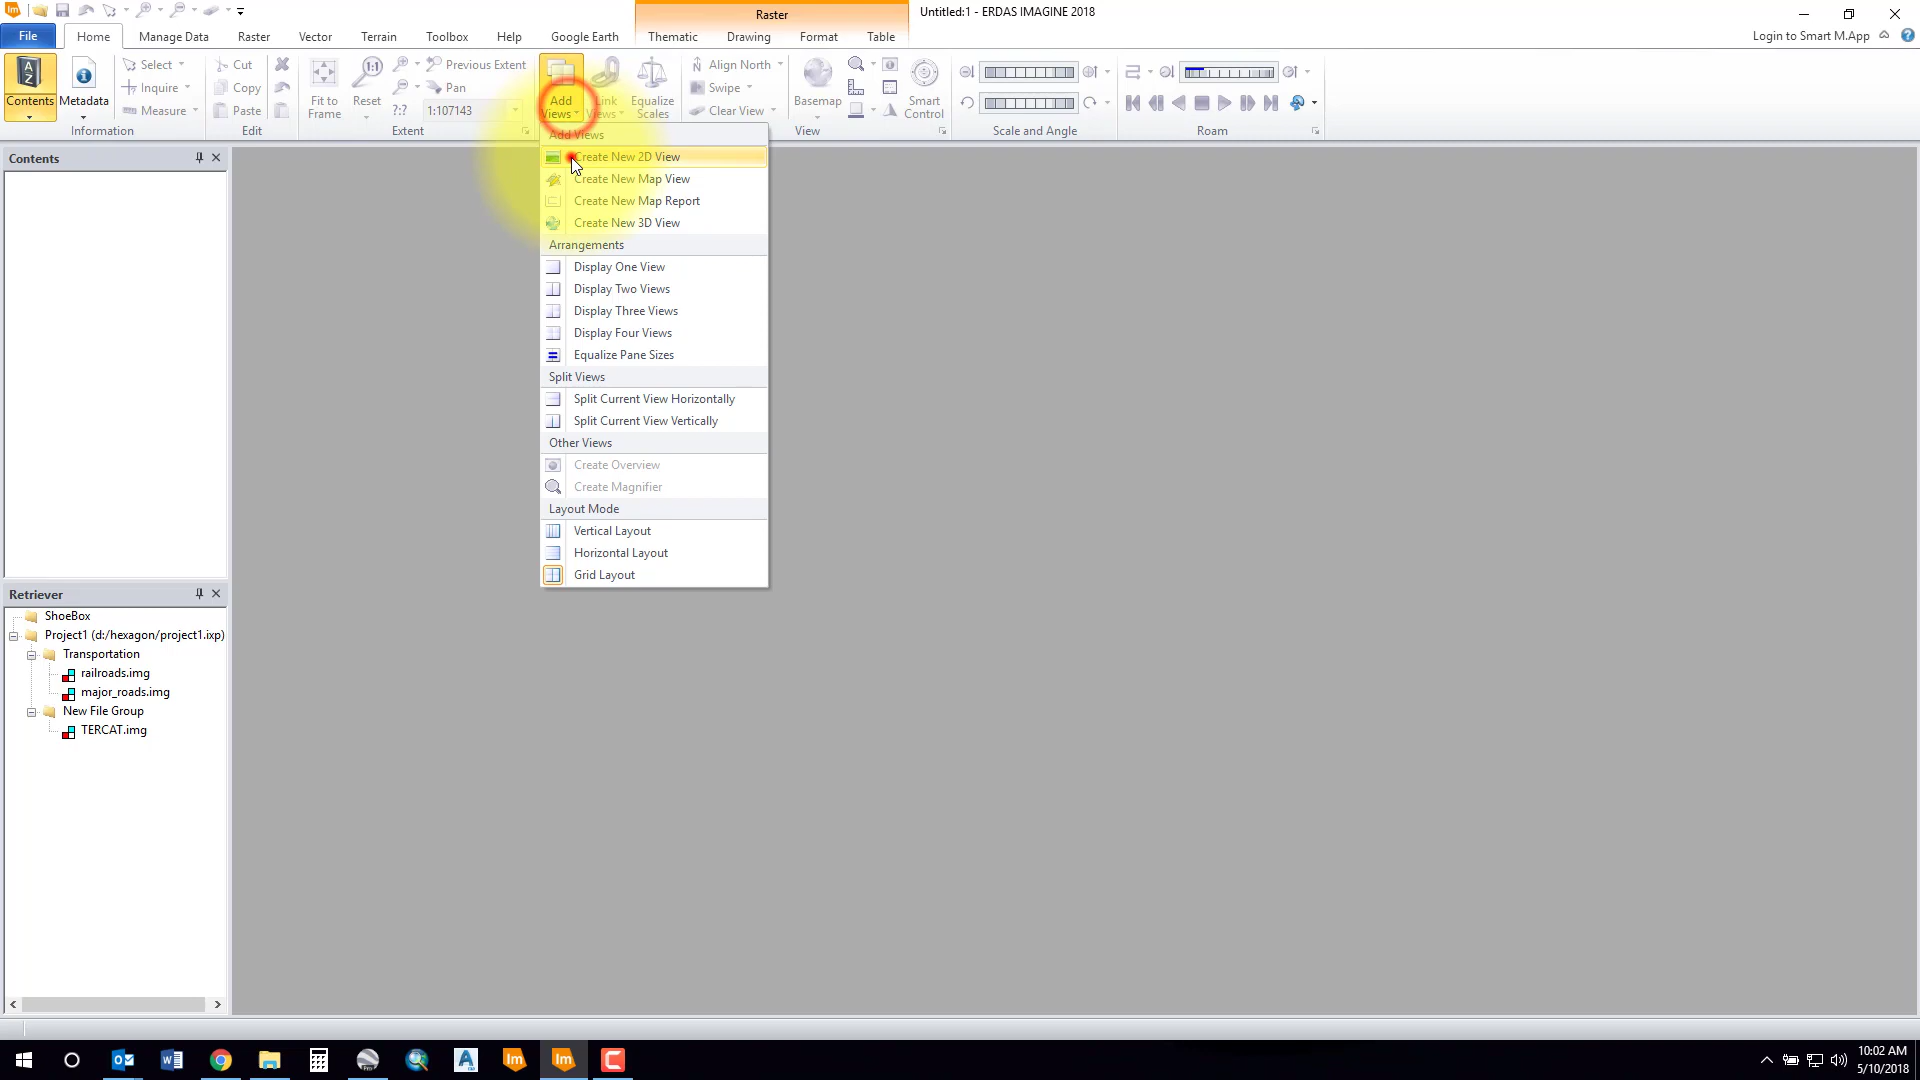 Raster
Untitled:1 - ERDAS IMAGINE 2018
File Home Manage Data Raster Vector Terrain Toolbox Help Google Earth Thematic Drawing Format Table Login to Smart M.App
Contents
Metadata
Select
Inquire
Measure
Information
Cut
Copy
Paste
Edit
Fit to
Frame
1:1
Reset
Previous Extent
Pan
?:?
1:107143
Extent
Add
Views
Link
Views
Equalize
Scales
Align North
Swipe
Clear View
Basemap
View
Smart
Control
Scale and Angle
Roam
Add Views
Create New 2D View
Create New Map View
Create New Map Report
Create New 3D View
Arrangements
Display One View
Display Two Views
Display Three Views
Display Four Views
Equalize Pane Sizes
Split Views
Split Current View Horizontally
Split Current View Vertically
Other Views
Create Overview
Create Magnifier
Layout Mode
Vertical Layout
Horizontal Layout
Grid Layout
Contents
Retriever
ShoeBox
Project1 (d:/hexagon/project1.ixp)
Transportation
railroads.img
major_roads.img
New File Group
TERCAT.img
10:02 AM
5/10/2018